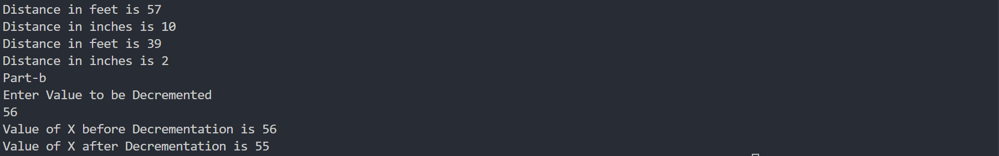 Distance in feet is 57
Distance in inches is 10
Distance in feet is 39
Distance in inches is 2
Part-b
Enter Value to be Decremented
56
Value of X before Decrementation is 56
Value of X after Decrementation is 55